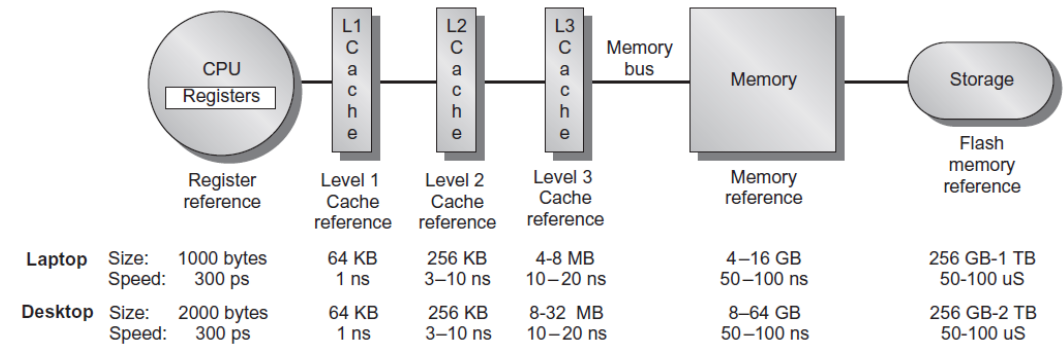 CPU
Registers
L1
Cache
L2
Cache
L3
Cache
Memory
bus
Memory
Storage
Register
reference
Level 1
Cache
reference
Level 2
Cache
reference
Level 3
Cache
reference
Memory
reference
Flash
memory
reference
Laptop Size: 1000 bytes 64 KB 256 KB 4-8 MB 4–16 GB 256 GB-1 TB
Speed: 300 ps 1 ns 3–10 ns 10–20 ns 50–100 ns 50-100 uS
Desktop Size: 2000 bytes 64 KB 256 KB 8-32 MB 8–64 GB 256 GB-2 TB
Speed: 300 ps 1 ns 3–10 ns 10–20 ns 50–100 ns 50-100 uS